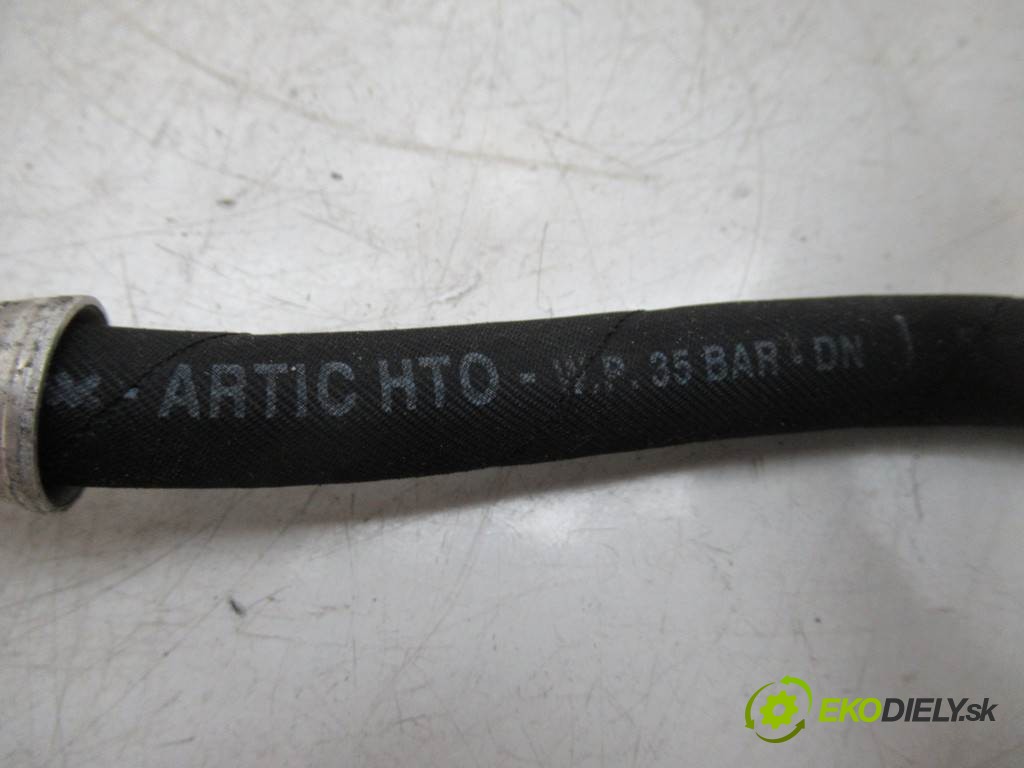 - ARTIC HTO - W.P. 35 BAR - DN
EKODIELY.sk